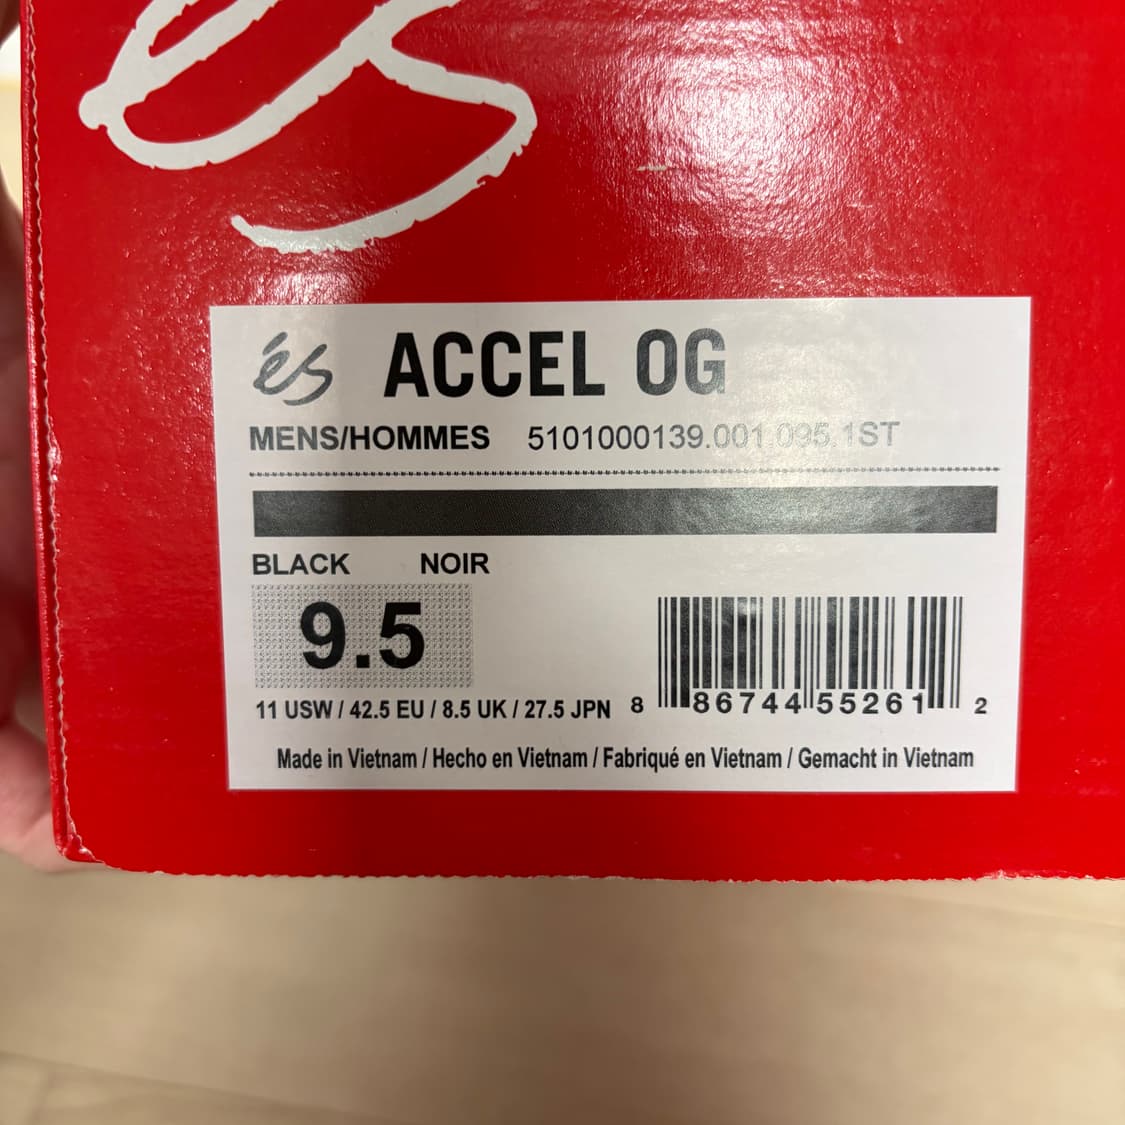 és
és ACCEL OG
MENS/HOMMES 5101000139.001.095.1ST
BLACK NOIR
9.5
11 USW / 42.5 EU / 8.5 UK / 27.5 JPN
8 86744 55261 2
Made in Vietnam / Hecho en Vietnam / Fabriqué en Vietnam / Gemacht in Vietnam